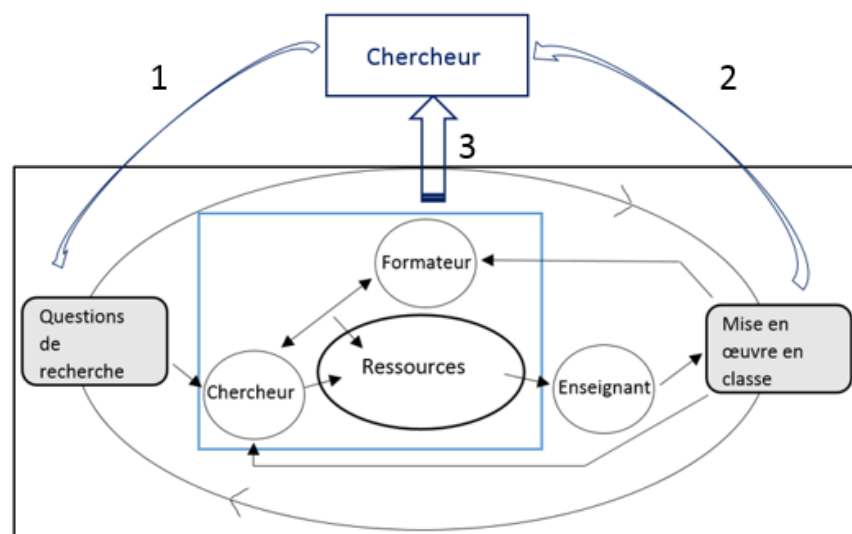 Chercheur
1
2
3
Formateur
Questions
de
recherche
Mise en
œuvre en
classe
Ressources
Chercheur
Enseignant